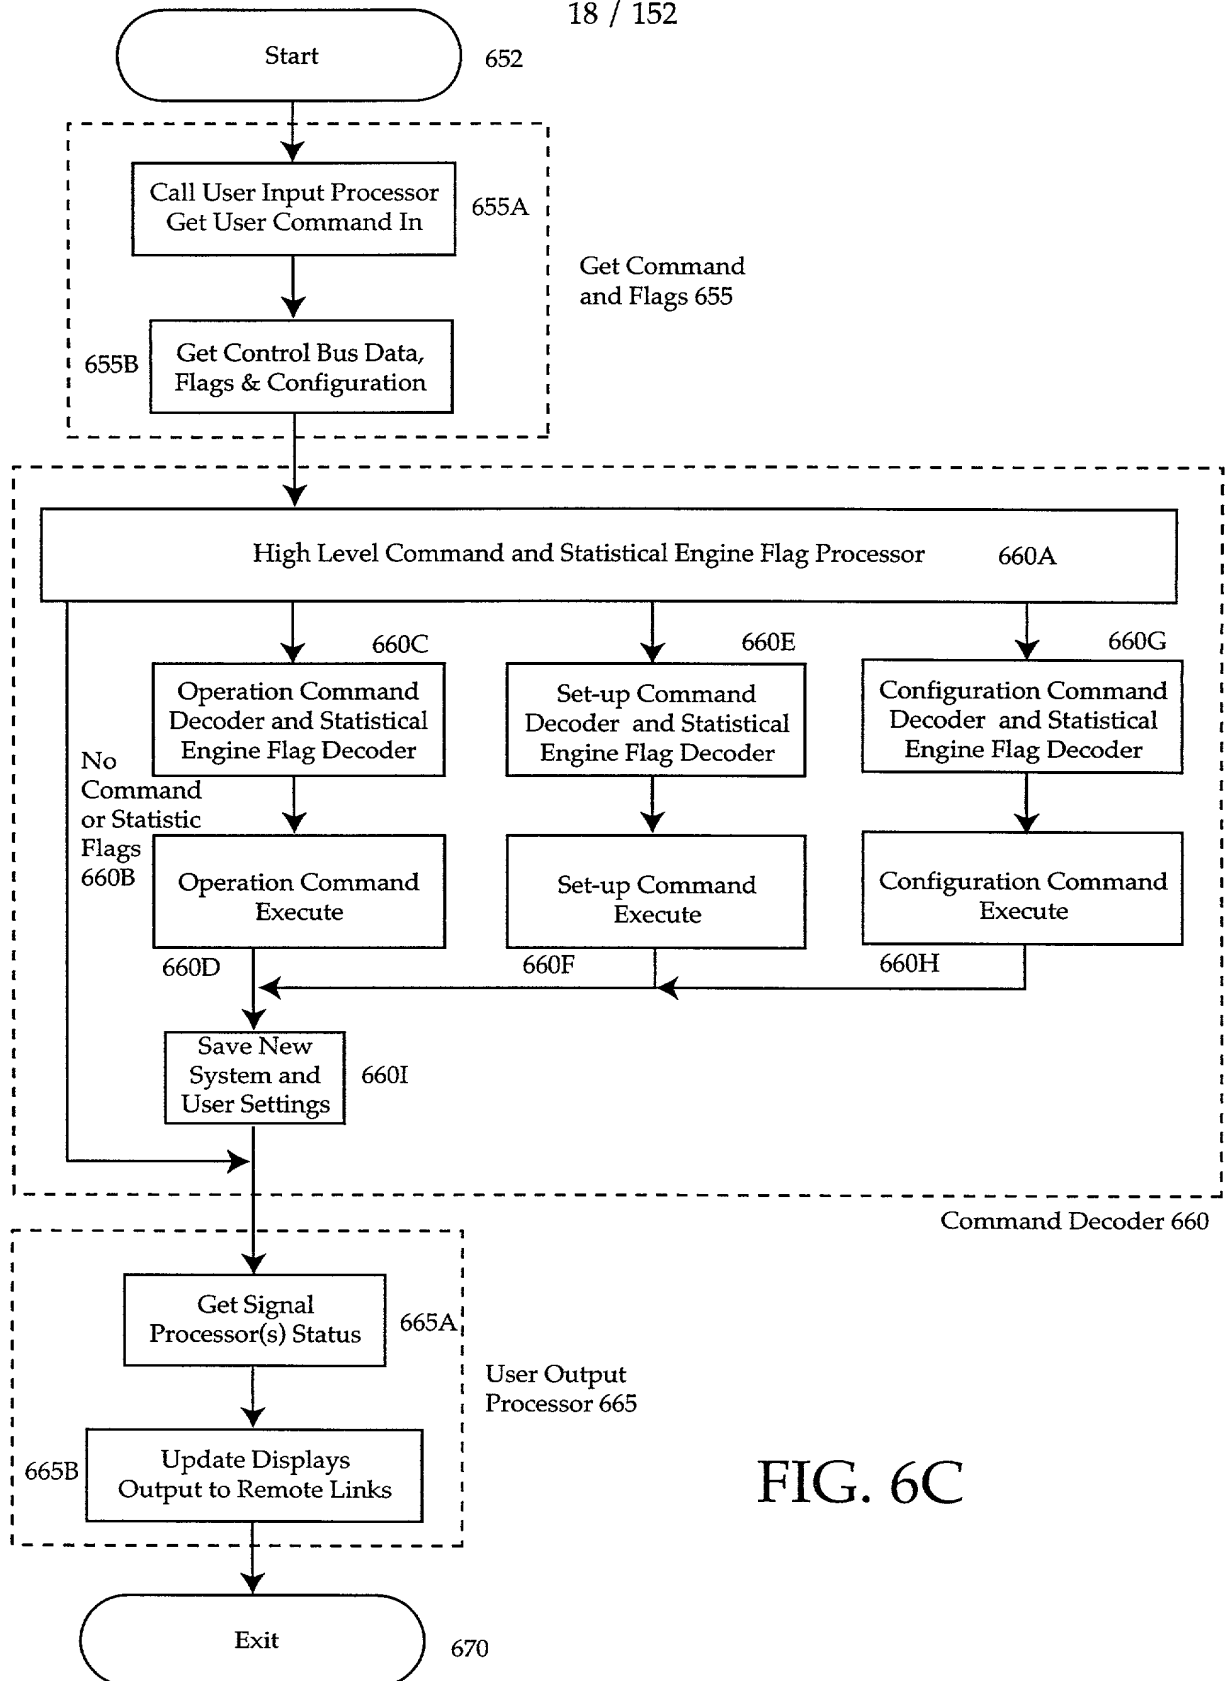 18 / 152
Start
652
Call User Input Processor
Get User Command In
655A
Get Command
and Flags 655
655B
Get Control Bus Data,
Flags & Configuration
High Level Command and Statistical Engine Flag Processor
660A
660C
Operation Command
Decoder and Statistical
Engine Flag Decoder
660E
Set-up Command
Decoder and Statistical
Engine Flag Decoder
660G
Configuration Command
Decoder and Statistical
Engine Flag Decoder
No
Command
or Statistic
Flags
660B
Operation Command
Execute
660D
Set-up Command
Execute
660F
Configuration Command
Execute
660H
Save New
System and
User Settings
660I
Command Decoder 660
Get Signal
Processor(s) Status
665A
User Output
Processor 665
665B
Update Displays
Output to Remote Links
FIG. 6C
Exit
670